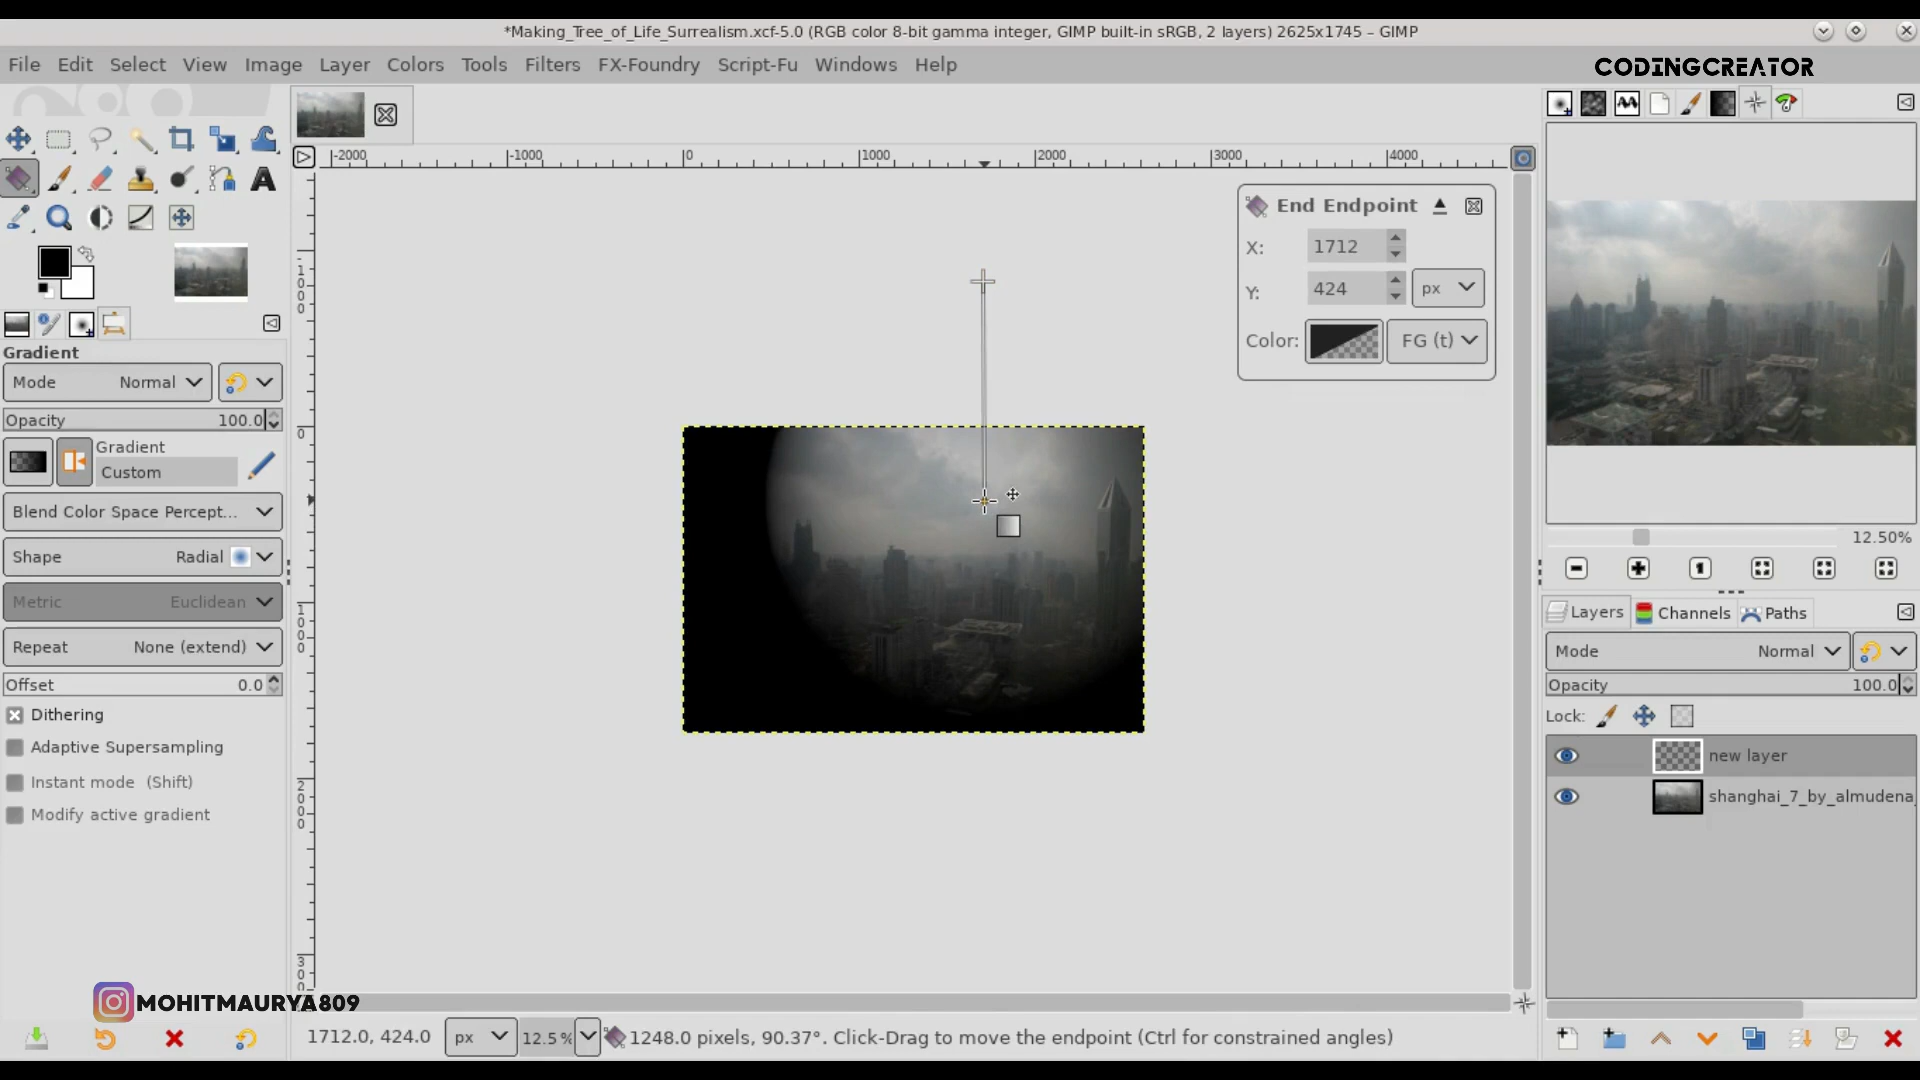 *Making_Tree_of_Life_Surrealism.xcf-5.0 (RGB color 8-bit gamma integer, GIMP built-in sRGB, 2 layers) 2625x1745 – GIMP
File Edit Select View Image Layer Colors Tools Filters FX-Foundry Script-Fu Windows Help
CODINGCREATOR
-2000 -1000 0 1000 2000 3000 4000
End Endpoint
X: 1712
Y: 424 px
Color: FG (t)
Gradient
Mode Normal
Opacity 100.0
Gradient
Custom
Blend Color Space Percept...
Shape Radial
Metric Euclidean
Repeat None (extend)
Offset 0.0
Dithering
Adaptive Supersampling
Instant mode (Shift)
Modify active gradient
-1000
0
1000
2000
30
12.50%
Layers Channels Paths
Mode Normal
Opacity 100.0
Lock:
new layer
shanghai_7_by_almudena_
MOHITMAURYA809
1712.0, 424.0 px 12.5% 1248.0 pixels, 90.37°. Click-Drag to move the endpoint (Ctrl for constrained angles)